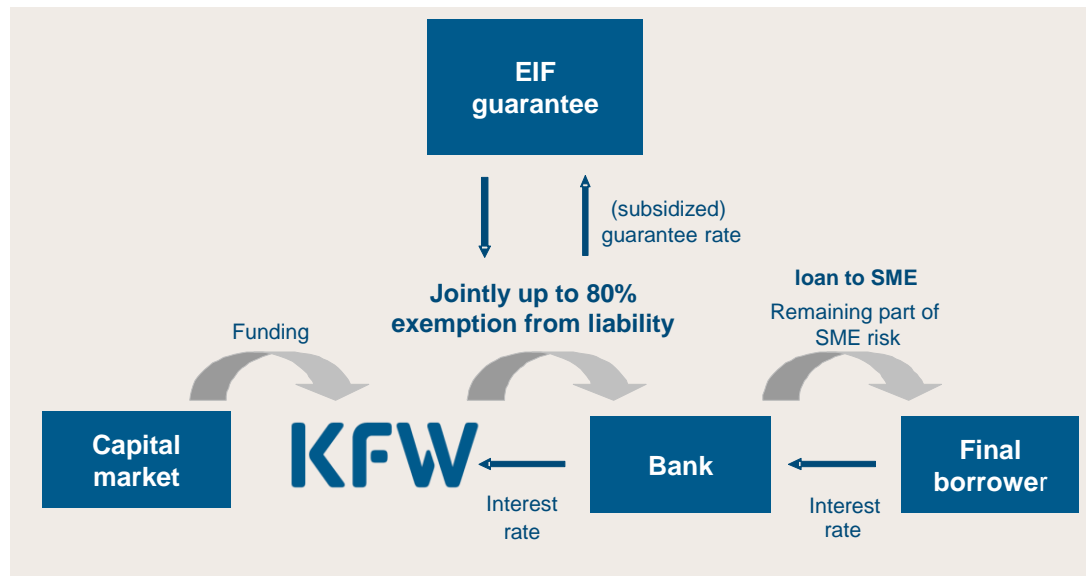 EIF
guarantee
(subsidized)
guarantee rate
Jointly up to 80%
exemption from liability
loan to SME
Remaining part of
SME risk
Funding
Capital
market
KFW
Bank
Final
borrower
Interest
rate
Interest
rate